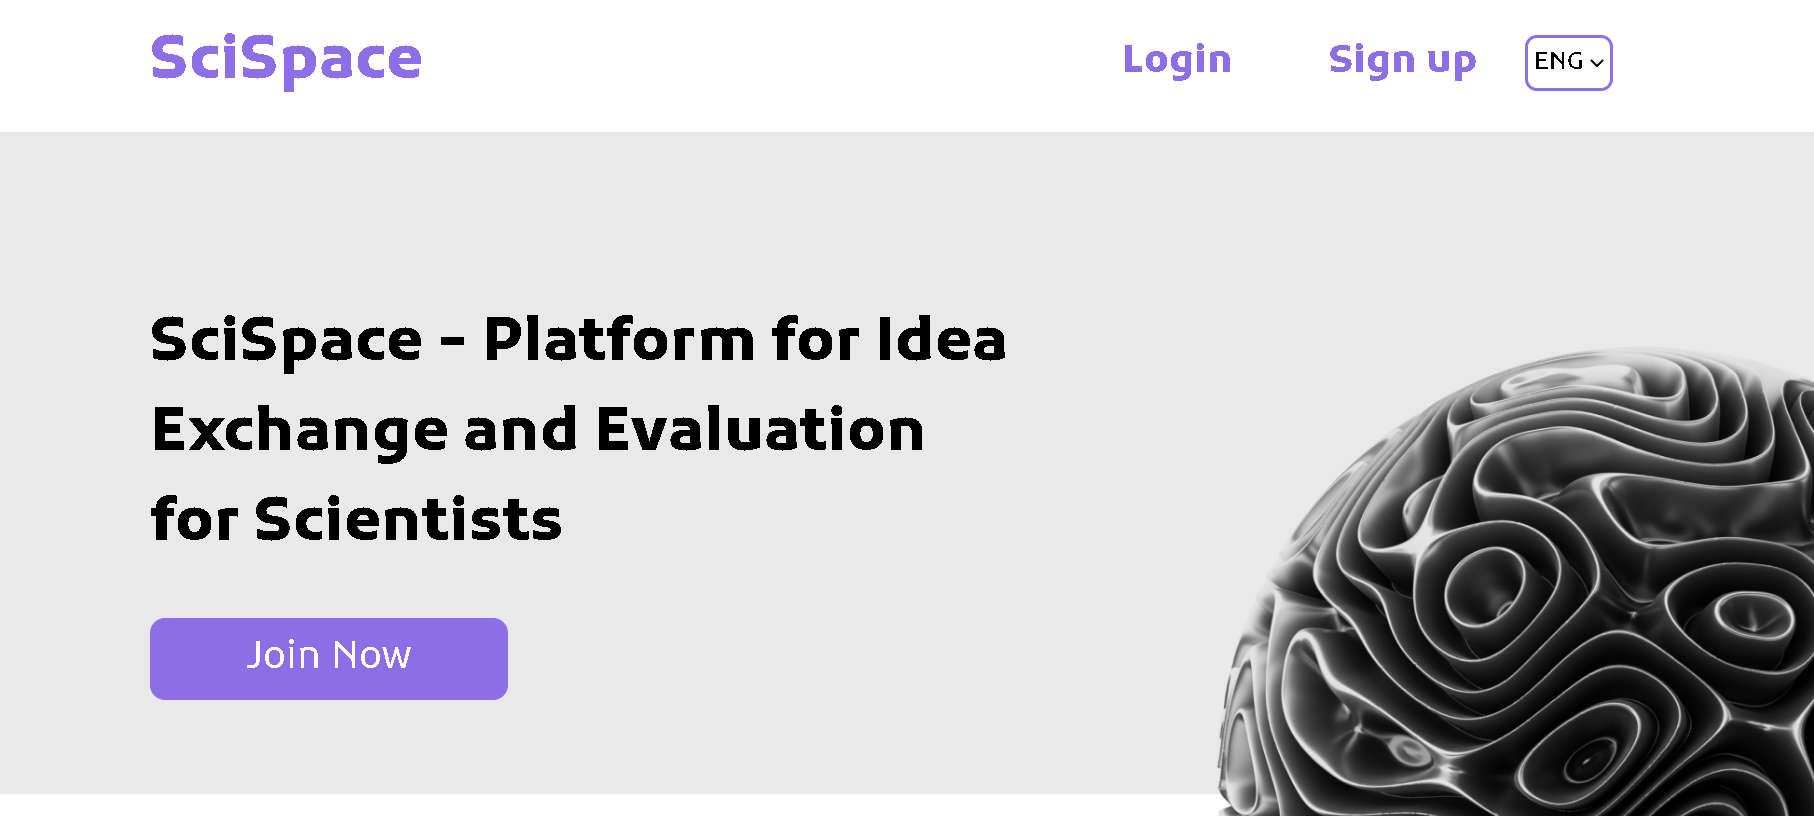 SciSpace
Login
Sign up
ENG
SciSpace - Platform for Idea
Exchange and Evaluation
for Scientists
Join Now